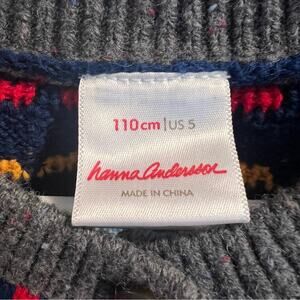 110cm | US 5
hanna andersson
MADE IN CHINA